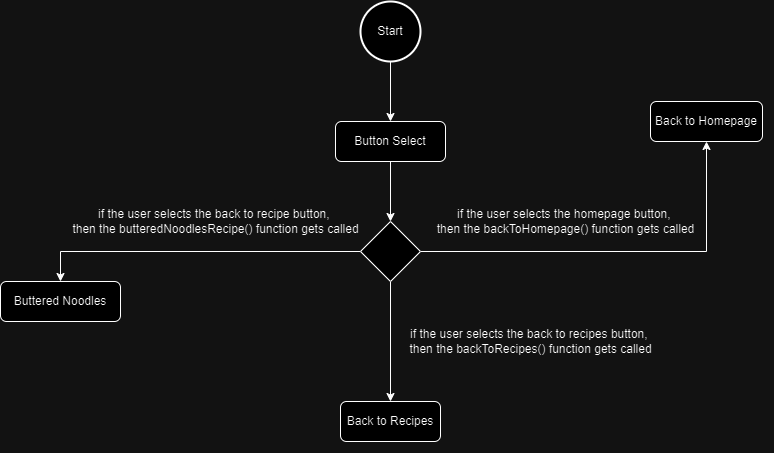 Start
Back to Homepage
Button Select
if the user selects the back to recipe button,
then the butteredNoodlesRecipe() function gets called
if the user selects the homepage button,
then the backToHomepage() function gets called
Buttered Noodles
if the user selects the back to recipes button,
then the backToRecipes() function gets called
Back to Recipes